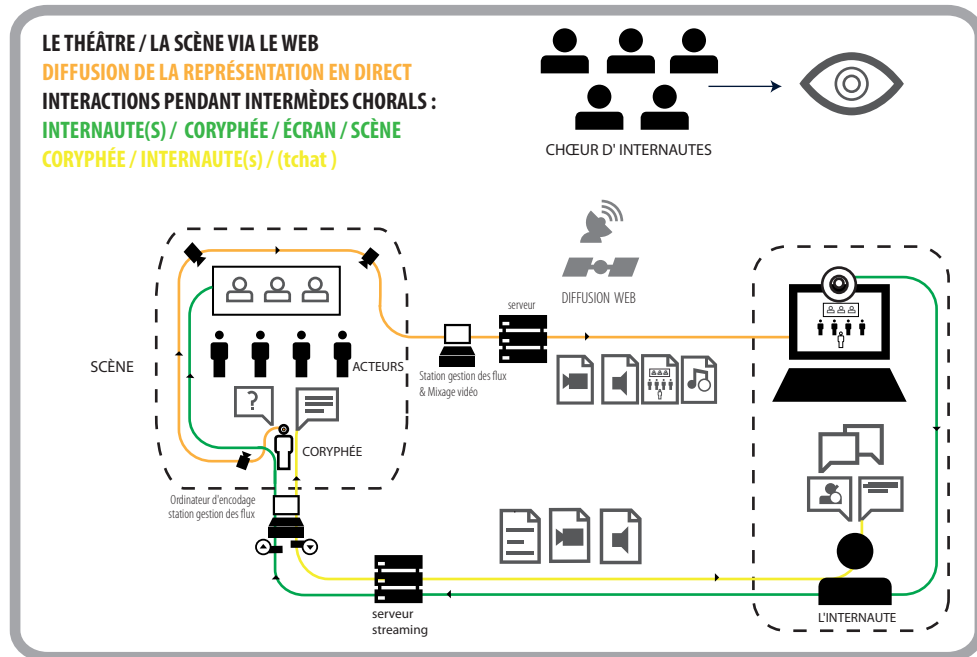 LE THÉÂTRE / LA SCÈNE VIA LE WEB
DIFFUSION DE LA REPRÉSENTATION EN DIRECT
INTERACTIONS PENDANT INTERMÈDES CHORALS :
INTERNAUTE(S) / CORYPHÉE / ÉCRAN / SCÈNE
CORYPHÉE / INTERNAUTE(s) / (tchat )
CHŒUR D' INTERNAUTES
DIFFUSION WEB
serveur
SCÈNE
ACTEURS
Station gestion des flux
& Mixage vidéo
?
CORYPHÉE
Ordinateur d'encodage
station gestion des flux
serveur
streaming
L'INTERNAUTE